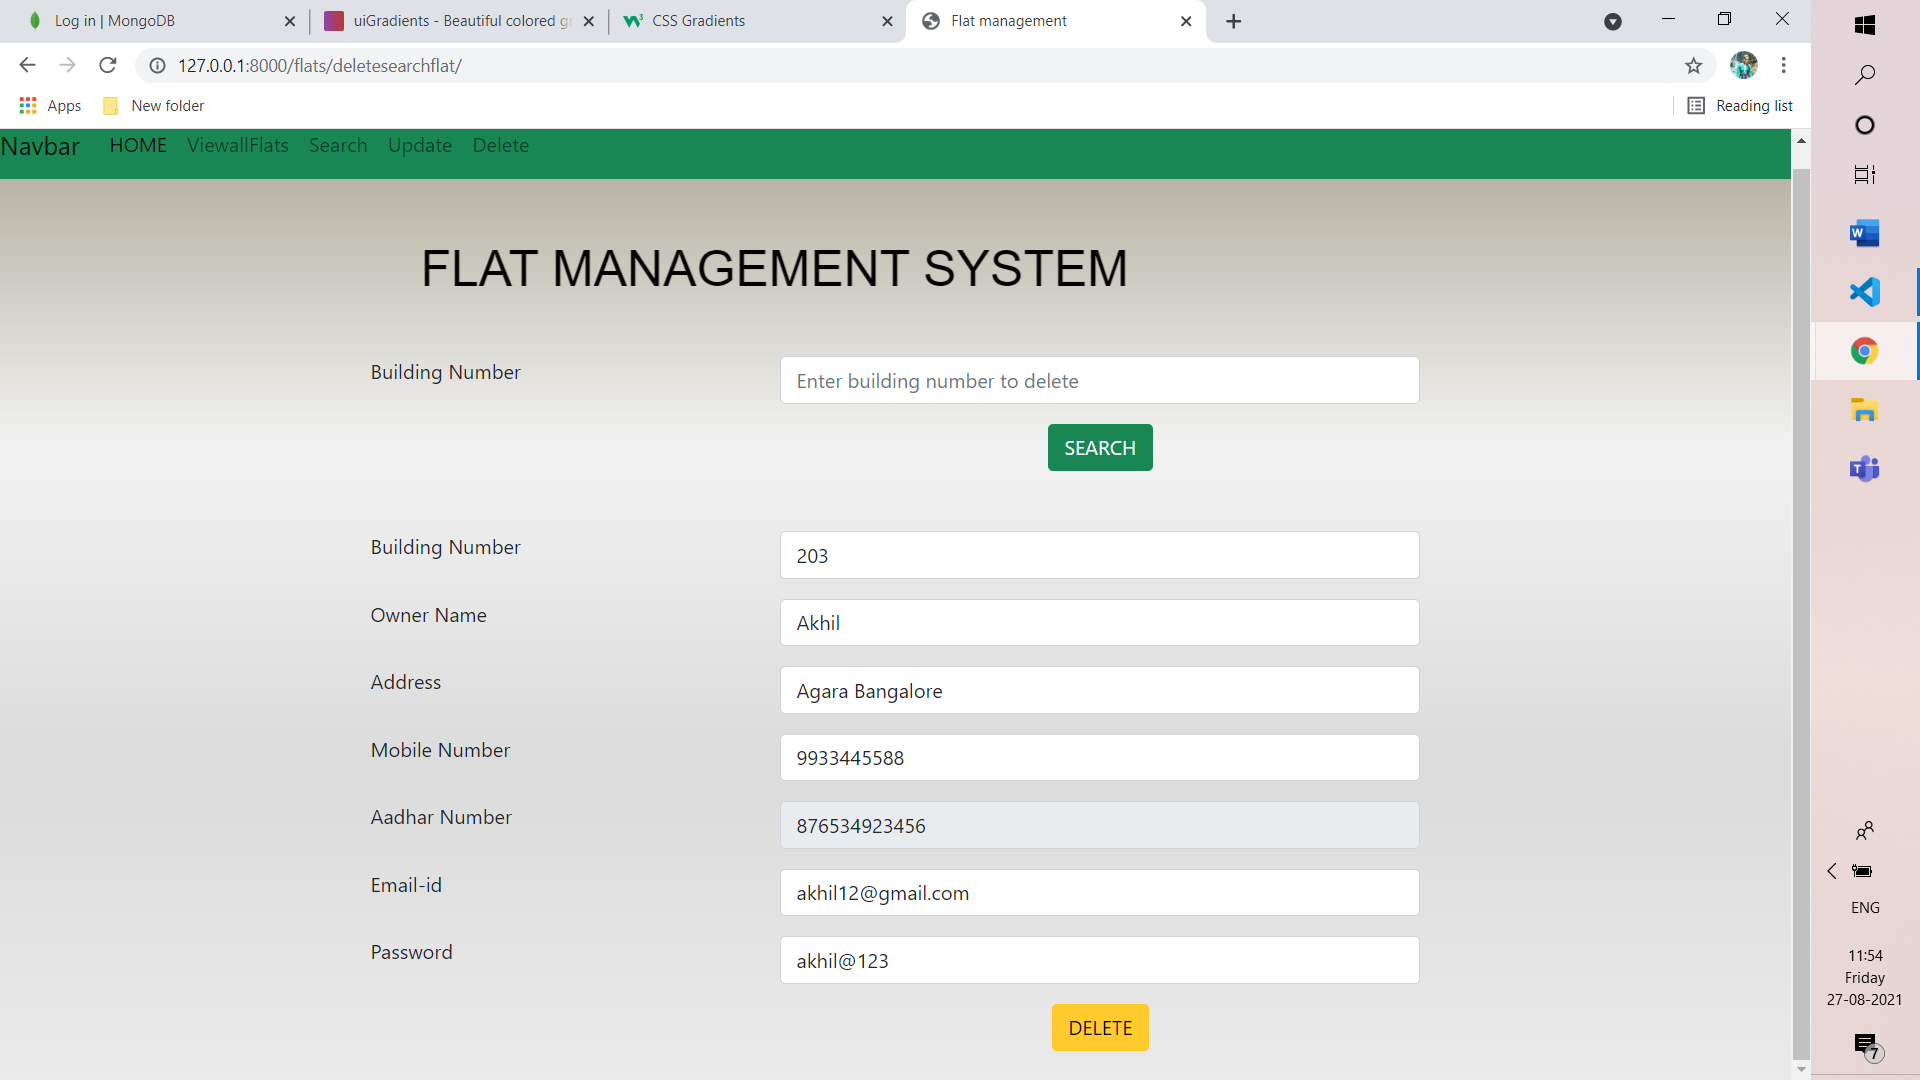 Log in | MongoDB
uiGradients - Beautiful colored g
CSS Gradients
Flat management
127.0.0.1:8000/flats/deletesearchflat/
Apps
New folder
Reading list
Navbar HOME ViewallFlats Search Update Delete
FLAT MANAGEMENT SYSTEM
Building Number
Enter building number to delete
SEARCH
Building Number
203
Owner Name
Akhil
Address
Agara Bangalore
Mobile Number
9933445588
Aadhar Number
876534923456
Email-id
akhil12@gmail.com
Password
akhil@123
DELETE
ENG
11:54
Friday
27-08-2021
7